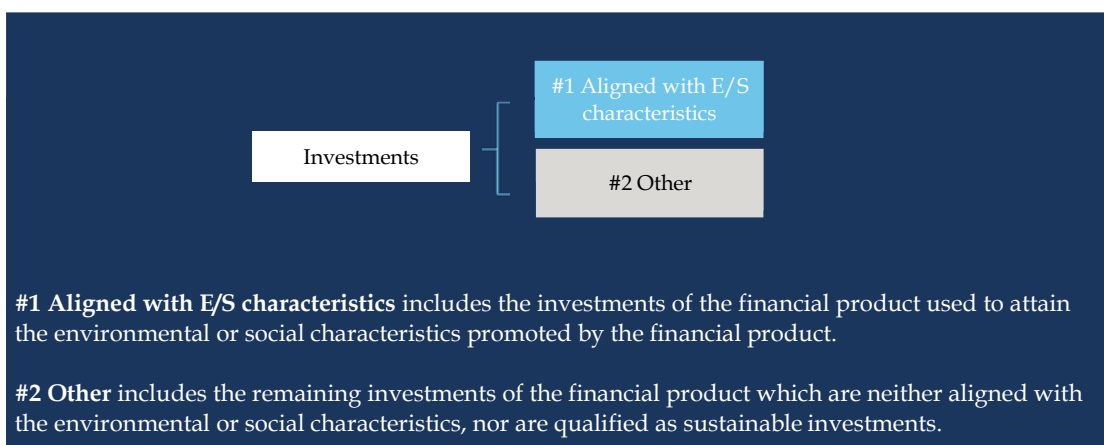 #1 Aligned with E/S
characteristics
Investments
#2 Other
#1 Aligned with E/S characteristics includes the investments of the financial product used to attain
the environmental or social characteristics promoted by the financial product.
#2 Other includes the remaining investments of the financial product which are neither aligned with
the environmental or social characteristics, nor are qualified as sustainable investments.